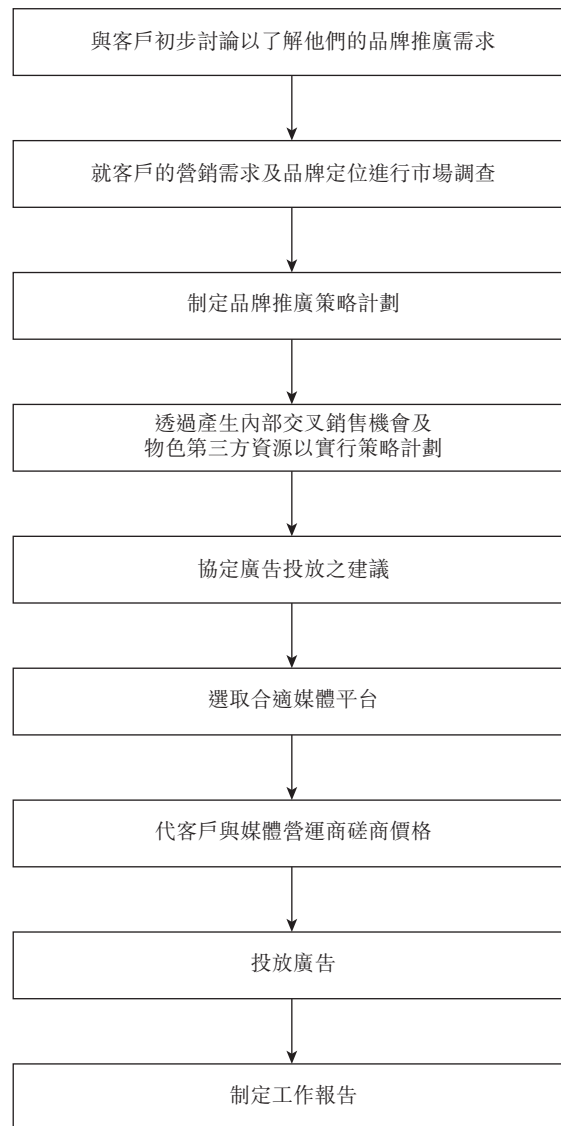 與客戶初步討論以了解他們的品牌推廣需求
就客戶的營銷需求及品牌定位進行市場調查
制定品牌推廣策略計劃
透過產生內部交叉銷售機會及
物色第三方資源以實行策略計劃
協定廣告投放之建議
選取合適媒體平台
代客戶與媒體營運商磋商價格
投放廣告
制定工作報告